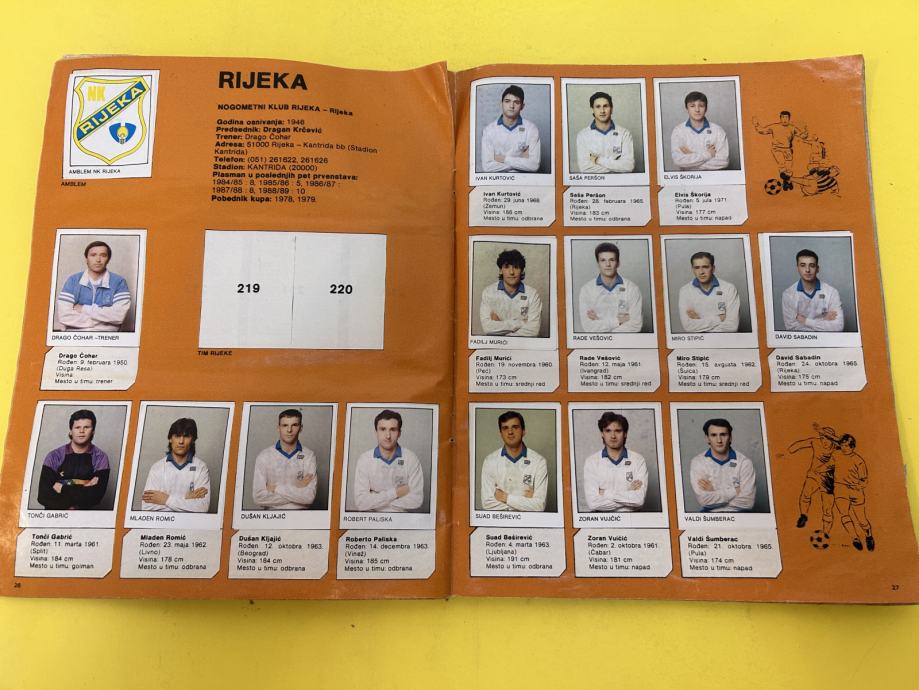 NK
RIJEKA
AMBLEM NK RIJEKA
AMBLEM
RIJEKA
NOGOMETNI KLUB RIJEKA – Rijeka
Godina osnivanja: 1946
Predsednik: Dragan Krčević
Trener: Drago Čohar
Adresa: 51000 Rijeka – Kantrida bb (Stadion
Kantrida)
Telefon: (051) 261622, 261626
Stadion: KANTRIDA (20000)
Plasman u poslednjih pet prvenstava:
1984/85 : 8, 1985/86 : 5, 1986/87 :
1987/88 : 8, 1988/89 : 10
Pobednik kupa: 1978, 1979.
DRAGO ČOHAR –TRENER
Drago Čohar
Rođen: 9. februara 1950.
(Duga Resa)
Visina:
Mesto u timu: trener
219
220
TIM RIJEKE
TONČI GABRIĆ
Tonči Gabrić
Rođen: 11. marta 1961.
(Split)
Visina: 184 cm
Mesto u timu: golman
MLADEN ROMIĆ
Mladen Romić
Rođen: 23. maja 1962.
(Livno)
Visina: 178 cm
Mesto u timu: odbrana
DUŠAN KLJAJIĆ
Dušan Kljajić
Rođen: 12. oktobra 1963.
(Beograd)
Visina: 184 cm
Mesto u timu: odbrana
ROBERT PALISKA
Roberto Paliska
Rođen: 14. decembra 1963.
(Vinež)
Visina: 185 cm
Mesto u timu: odbrana
26
IVAN KURTOVIĆ
Ivan Kurtović
Rođen: 29. juna 1968.
(Zemun)
Visina: 186 cm
Mesto u timu: odbrana
SAŠA PERŠON
Saša Peršon
Rođen: 28. februara 1965.
(Rijeka)
Visina: 183 cm
Mesto u timu: odbrana
ELVIS ŠKORIJA
Elvis Škorija
Rođen: 5. jula 1971.
(Pula)
Visina: 177 cm
Mesto u timu: napad
FADILJ MURIĆI
Fadilj Murići
Rođen: 19. novembra 1960.
(Peć)
Visina: 173 cm
Mesto u timu: srednji red
RADE VEŠOVIĆ
Rade Vešović
Rođen: 12. maja 1961.
(Ivangrad)
Visina: 182 cm
Mesto u timu: srednji red
MIRO STIPIĆ
Miro Stipić
Rođen: 15. avgusta 1962.
(Šuica)
Visina: 179 cm
Mesto u timu: srednji red
DAVID SABADIN
David Sabadin
Rođen: 24. oktobra 1965.
(Rijeka)
Visina: 175 cm
Mesto u timu: napad
SUAD BEŠIREVIĆ
Suad Beširević
Rođen: 4. marta 1963.
(Ljubljana)
Visina: 191 cm
Mesto u timu: odbrana
ZORAN VUJČIĆ
Zoran Vujčić
Rođen: 2. oktobra 1961.
(Čabar)
Visina: 181 cm
Mesto u timu: napad
VALDI ŠUMBERAC
Valdi Šumberac
Rođen: 21. oktobra 1965.
(Pula)
Visina: 174 cm
Mesto u timu: napad
27